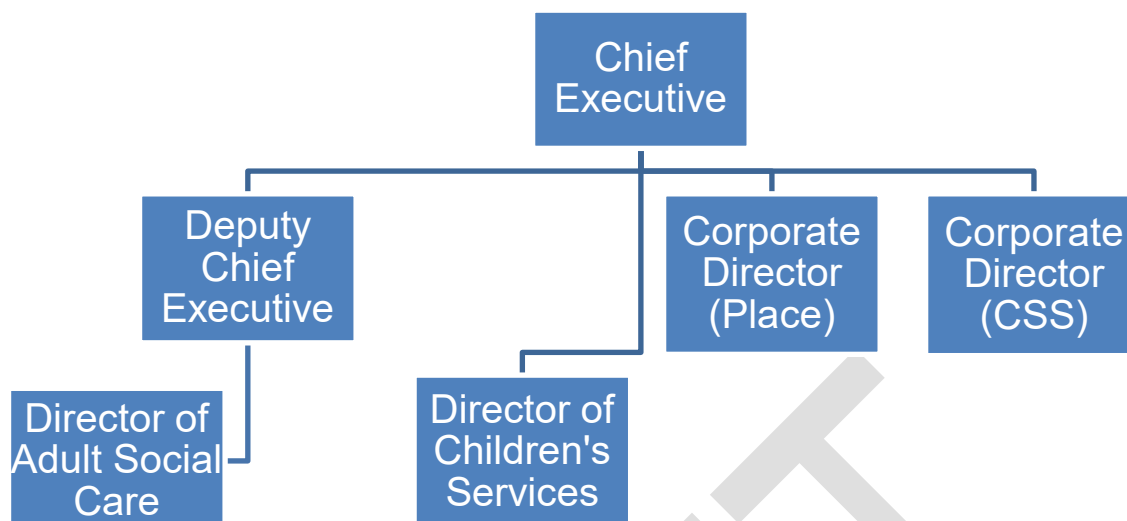 Chief
Executive
Deputy
Chief
Executive
Corporate
Director
(Place)
Corporate
Director
(CSS)
Director of
Adult Social
Care
Director of
Children's
Services
T